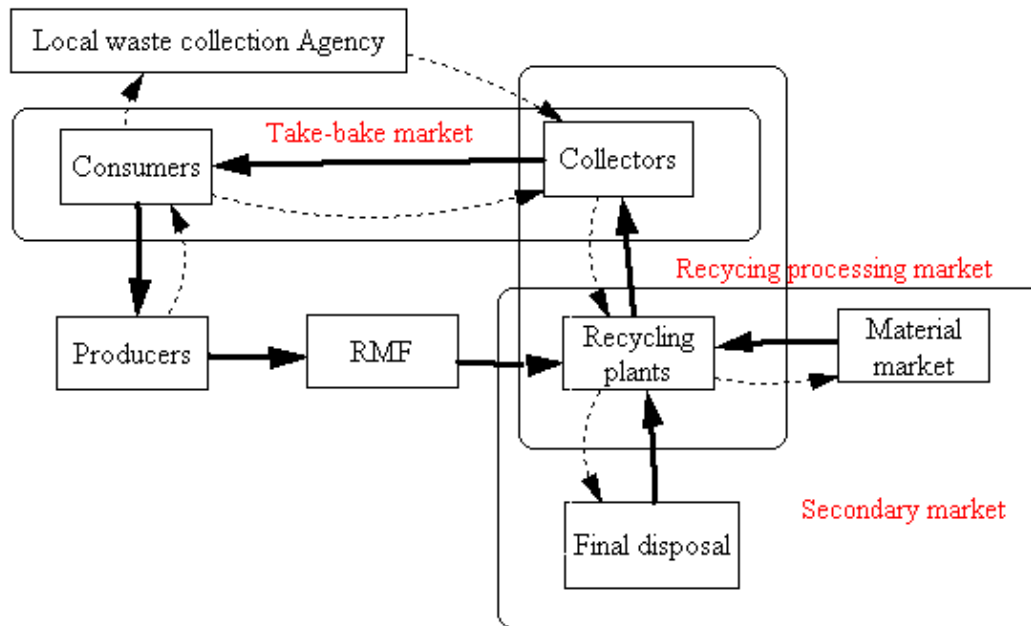 Local waste collection Agency
Take-bake market
Consumers
Collectors
Recycing processing market
Producers
RMF
Recycling
plants
Material
market
Secondary market
Final disposal